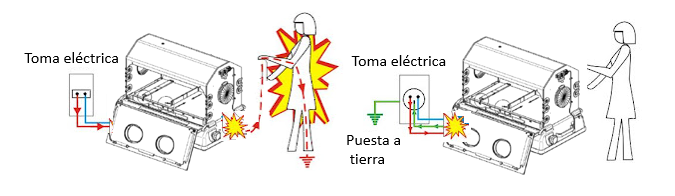 Toma eléctrica
Toma eléctrica
Puesta a
tierra